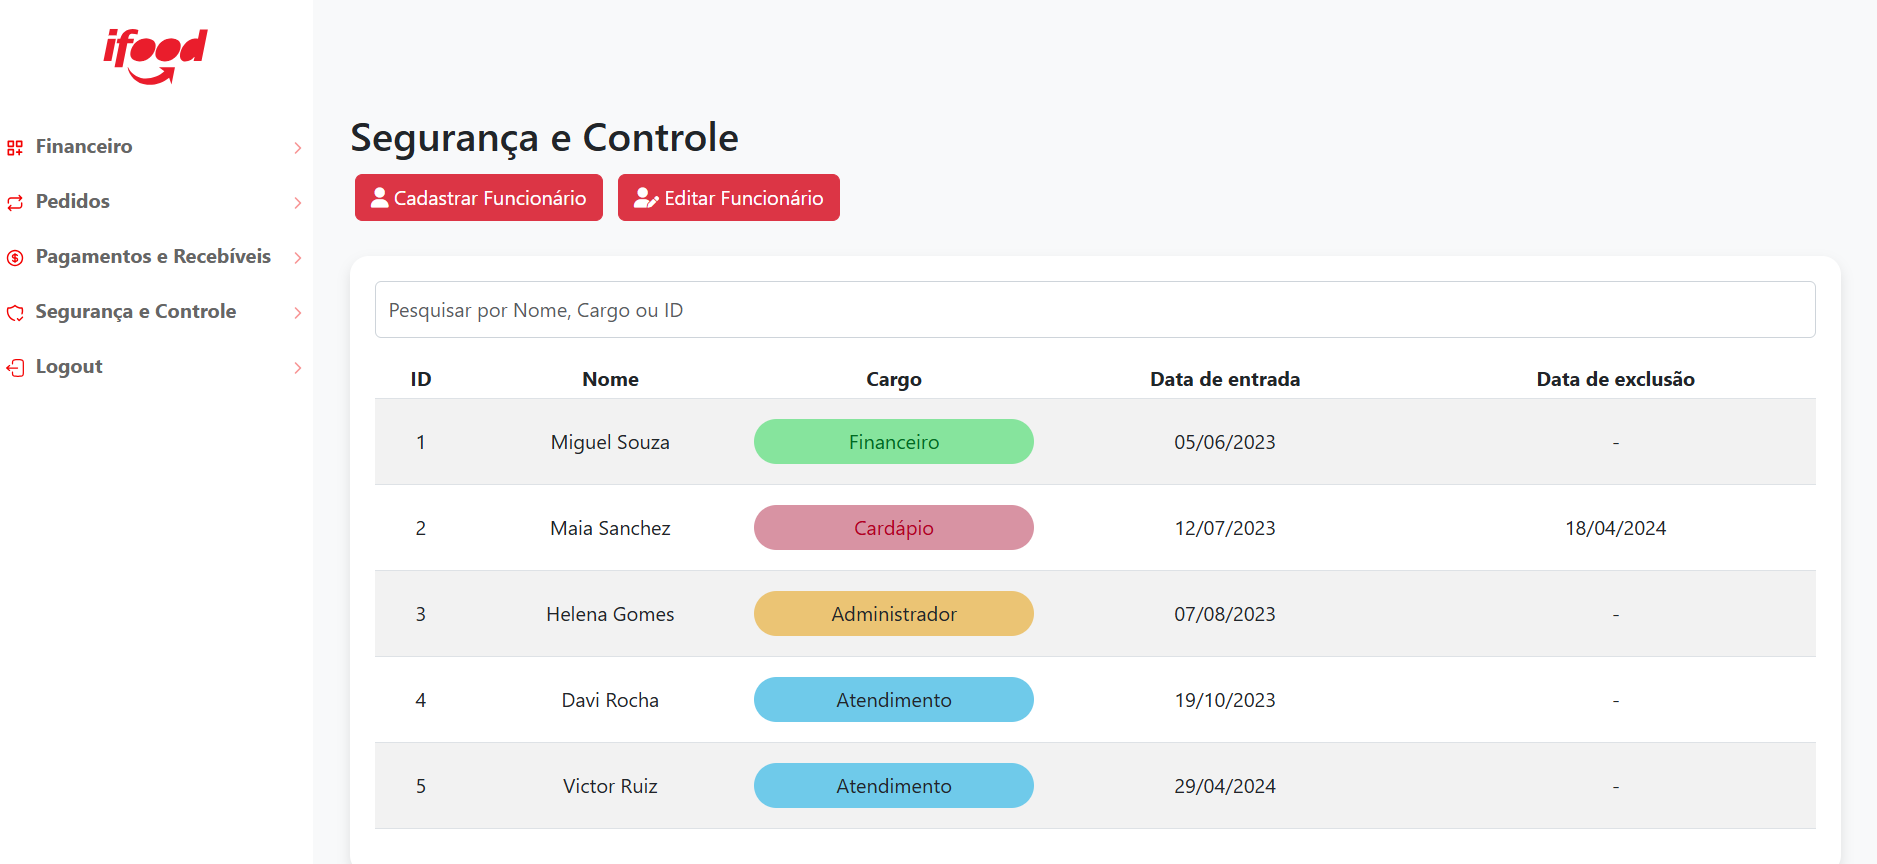 ifood
Financeiro
Pedidos
Pagamentos e Recebíveis
Segurança e Controle
Logout
Segurança e Controle
Cadastrar Funcionário Editar Funcionário
Pesquisar por Nome, Cargo ou ID
ID Nome Cargo Data de entrada Data de exclusão
1 Miguel Souza Financeiro 05/06/2023 -
2 Maia Sanchez Cardápio 12/07/2023 18/04/2024
3 Helena Gomes Administrador 07/08/2023 -
4 Davi Rocha Atendimento 19/10/2023 -
5 Victor Ruiz Atendimento 29/04/2024 -